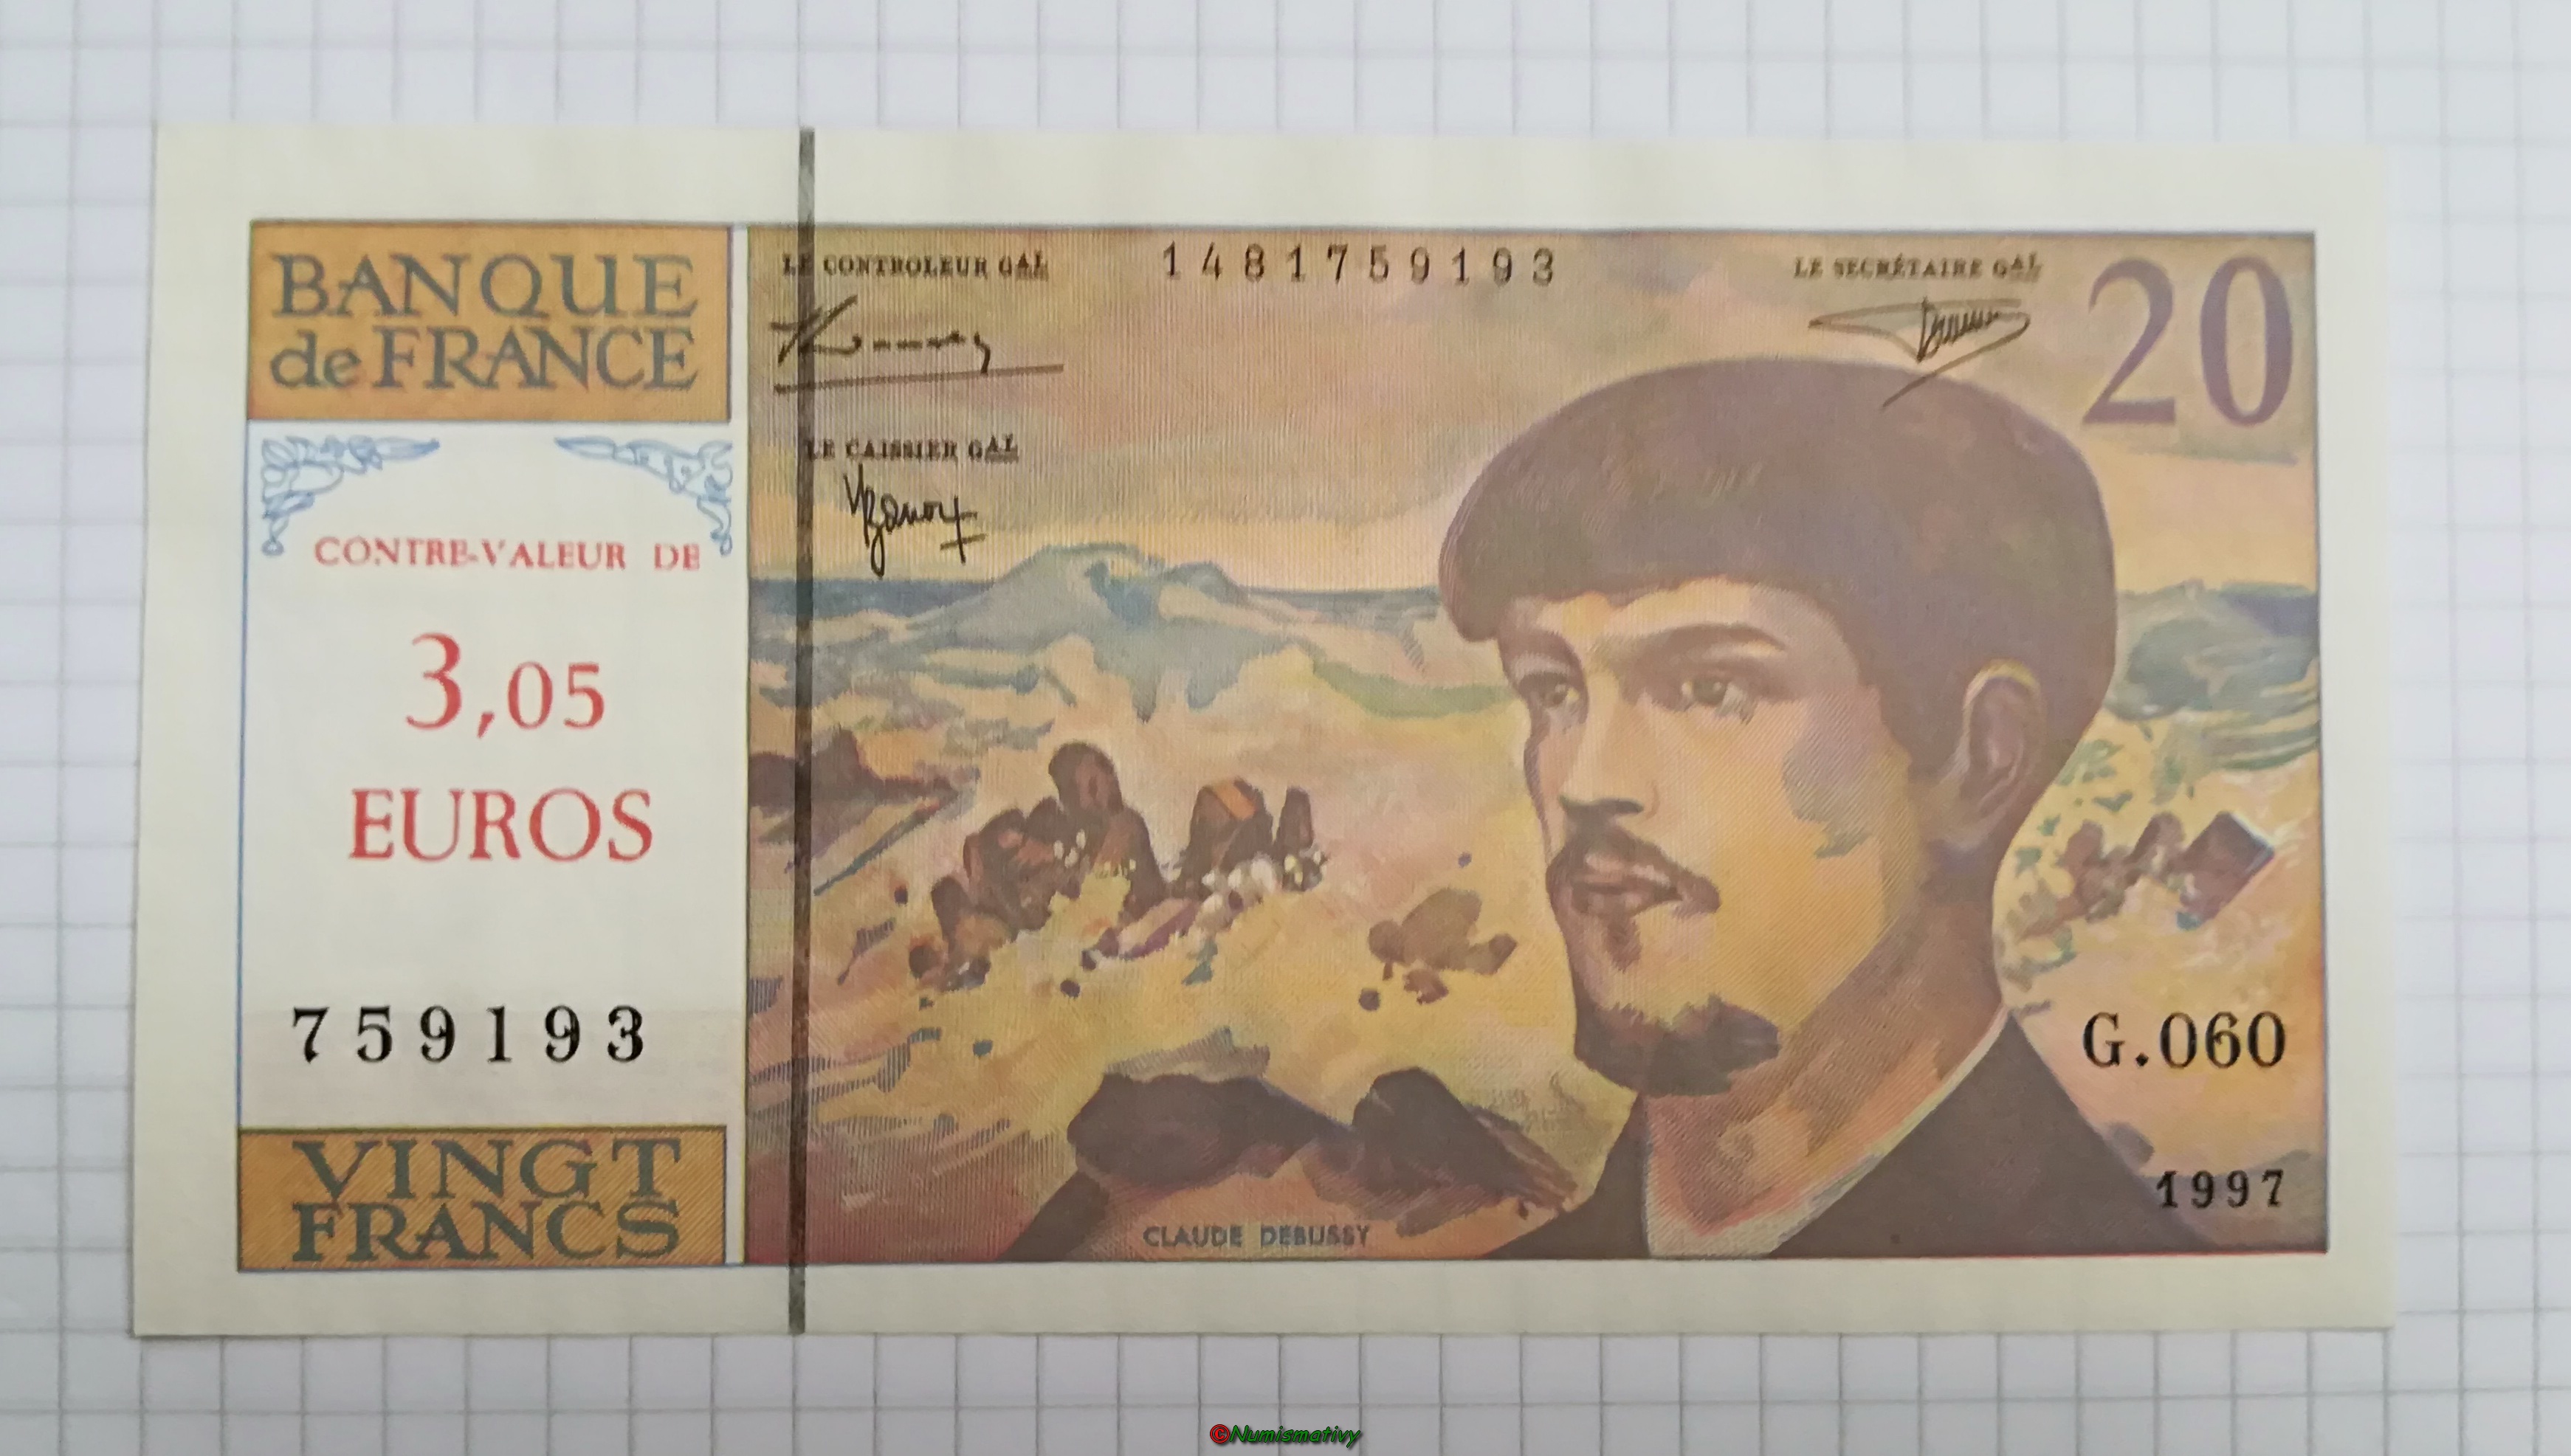 BANQUE
de FRANCE
CONTRE-VALEUR DE
3,05
EUROS
759193
VINGT
FRANCS
LE CONTROLEUR GAL
1481759193
LE SECRÉTAIRE GAL
20
LE CAISSIER GAL
G.060
1997
CLAUDE DEBUSSY
©Numismativy